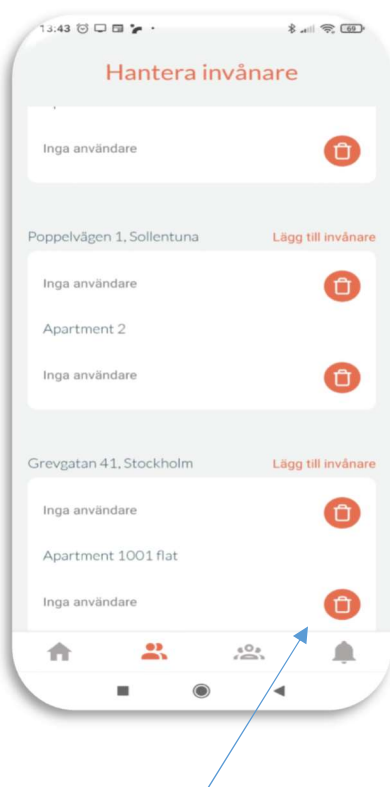 13:43
69
Hantera invånare
Inga användare
Poppelvägen 1, Sollentuna
Lägg till invånare
Inga användare
Apartment 2
Inga användare
Grevgatan 41, Stockholm
Lägg till invånare
Inga användare
Apartment 1001 flat
Inga användare